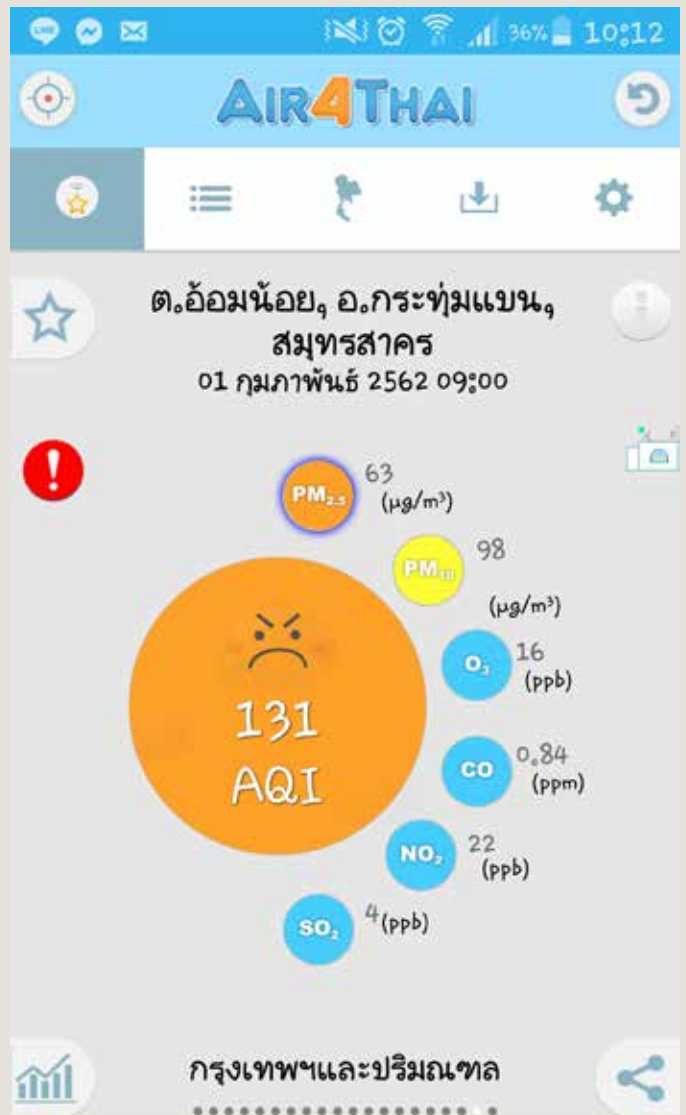 LINE
36% 10:12
AIR4THAI
ต.อ้อมน้อย, อ.กระทุ่มแบน,
สมุทรสาคร
01 กุมภาพันธ์ 2562 09:00
PM2.5 63
(μg/m³)
PM10 98
(μg/m³)
O3 16
(ppb)
131
AQI
CO 0.84
(ppm)
NO2 22
(ppb)
SO2 4(ppb)
กรุงเทพฯและปริมณฑล